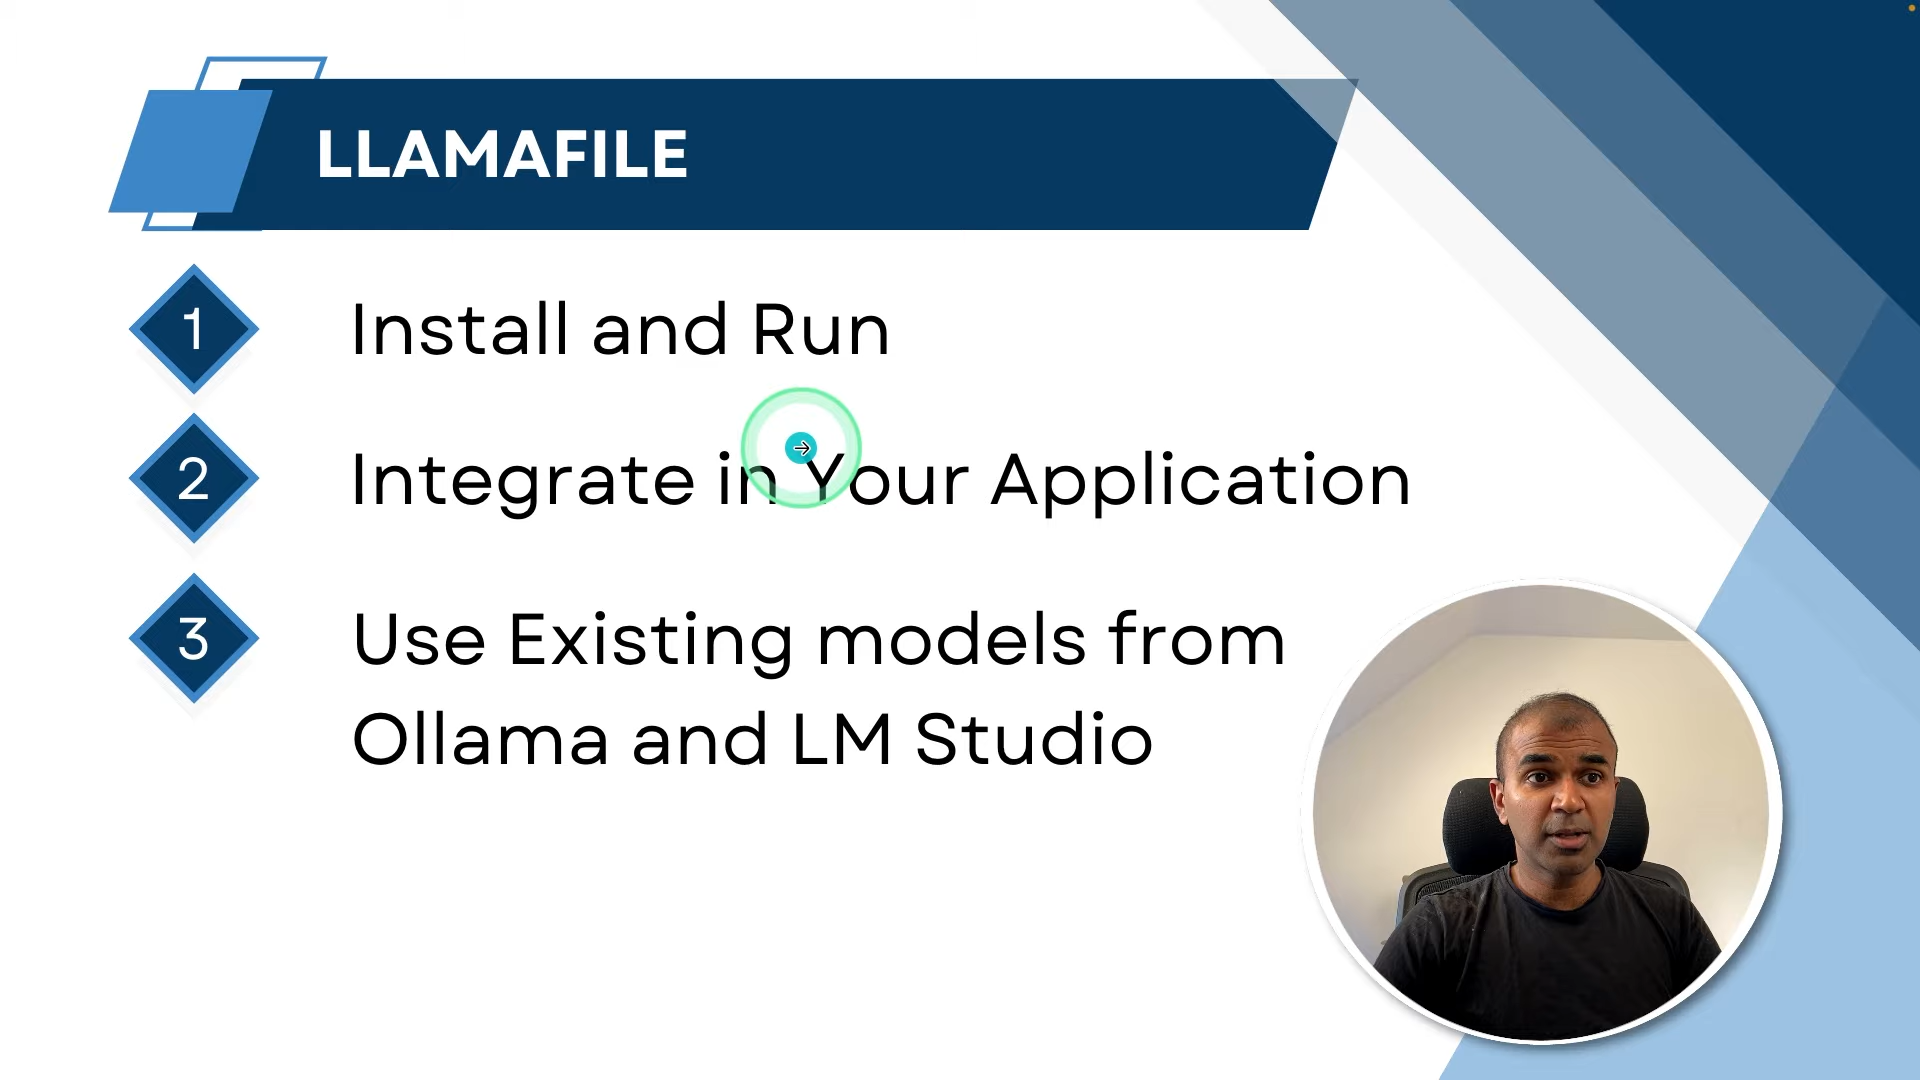 LLAMAFILE
1 Install and Run
2 Integrate in Your Application
3 Use Existing models from
Ollama and LM Studio